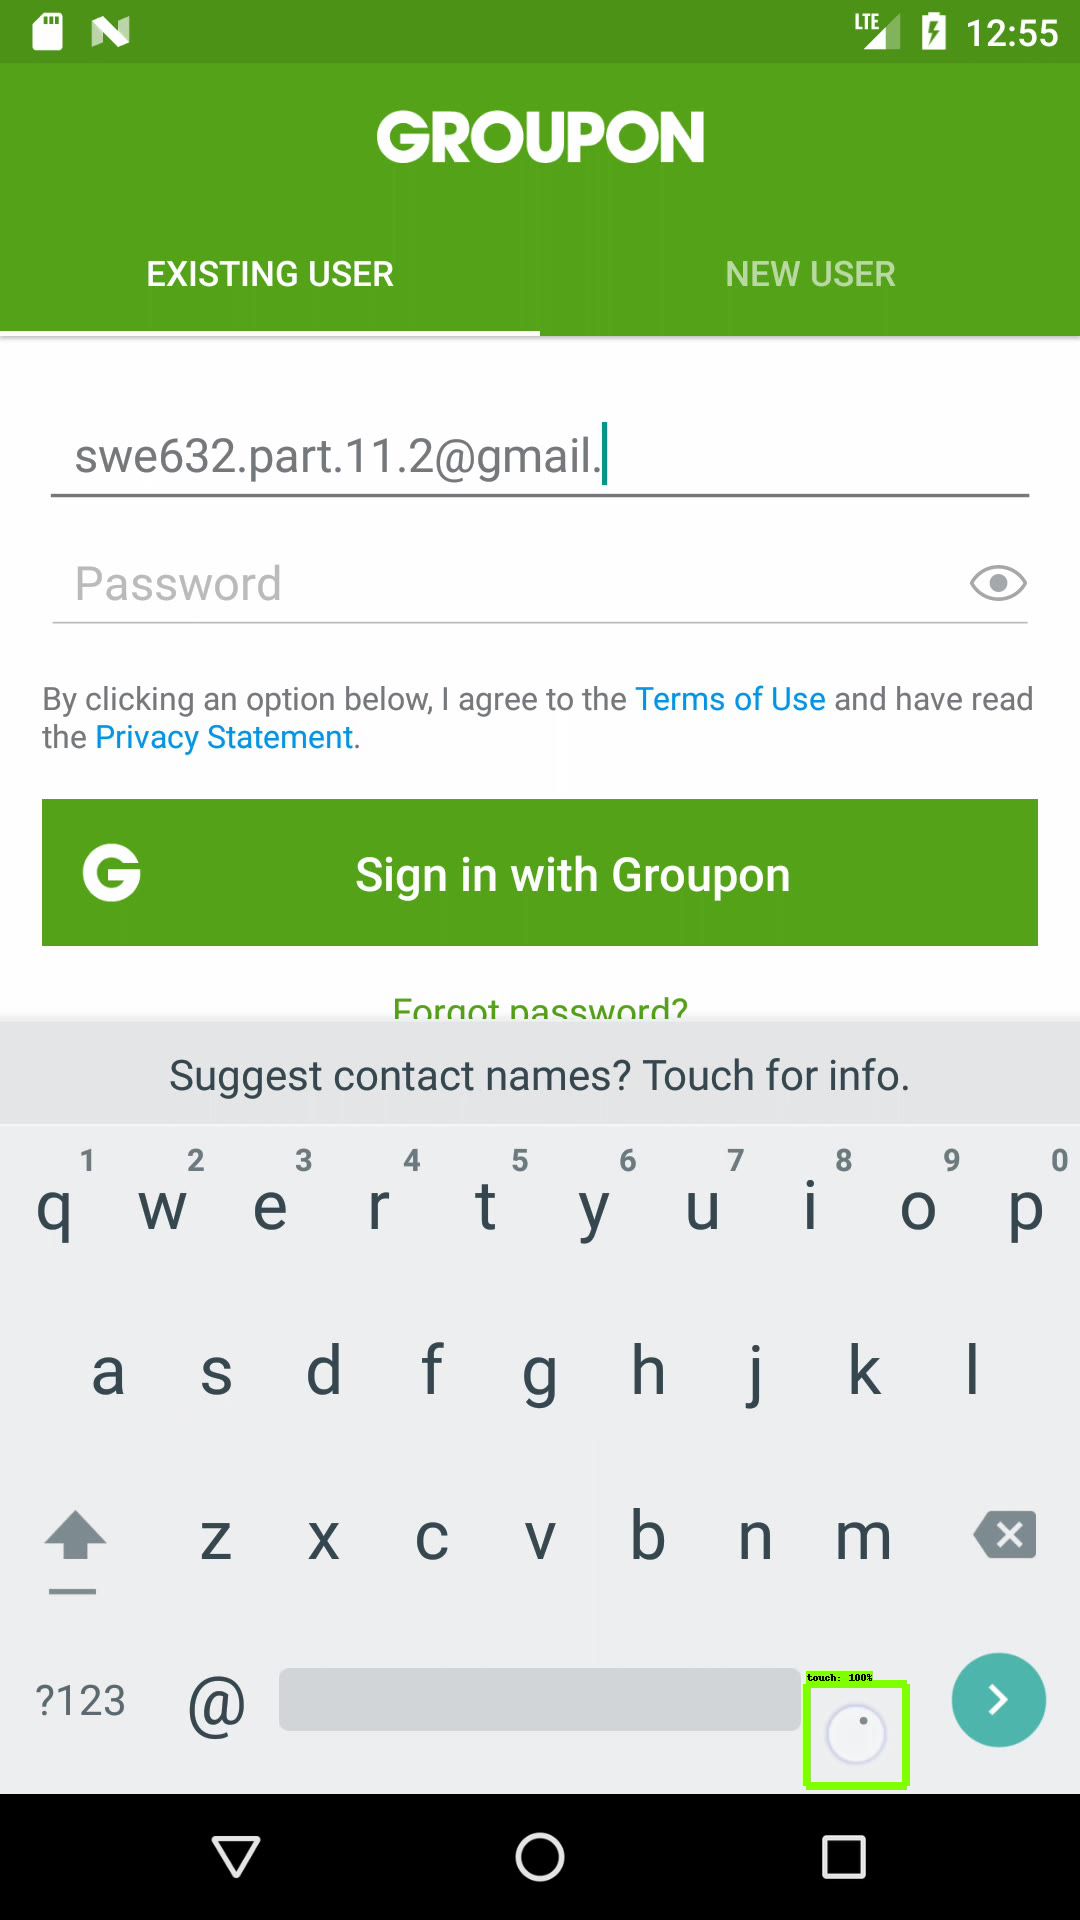 LTE 12:55
GROUPON
EXISTING USER NEW USER
swe632.part.11.2@gmail.
Password
By clicking an option below, I agree to the Terms of Use and have read
the Privacy Statement.
G Sign in with Groupon
Forgot password?
Suggest contact names? Touch for info.
1 2 3 4 5 6 7 8 9 0
q w e r t y u i o p
a s d f g h j k l
z x c v b n m
touch: 100%
?123 @ .